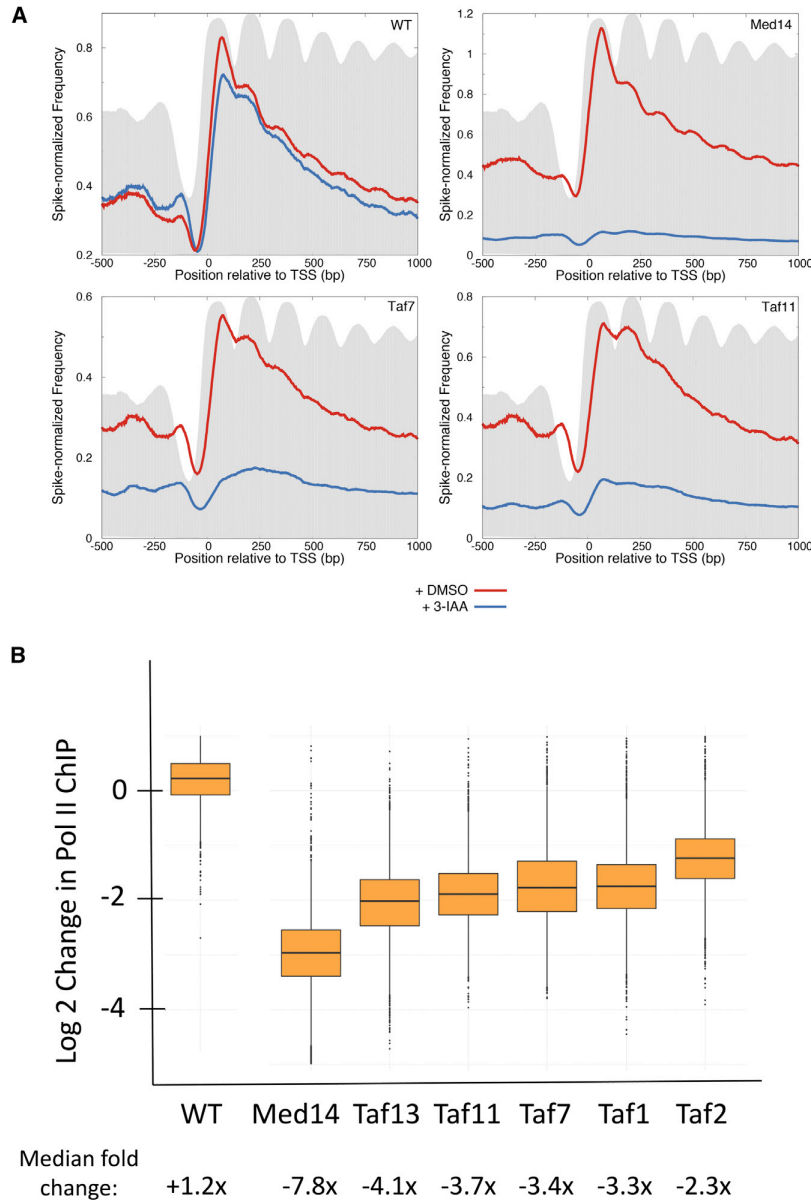 A
WT
Spike-normalized Frequency
0.8
0.6
0.4
0.2
-500 -250 0 250 500 750 1000
Position relative to TSS (bp)
Med14
Spike-normalized Frequency
1.2
1
0.8
0.6
0.4
0.2
0
-500 -250 0 250 500 750 1000
Position relative to TSS (bp)
Taf7
Spike-normalized Frequency
0.6
0.4
0.2
0
-500 -250 0 250 500 750 1000
Position relative to TSS (bp)
Taf11
Spike-normalized Frequency
0.8
0.6
0.4
0.2
0
-500 -250 0 250 500 750 1000
Position relative to TSS (bp)
+ DMSO
+ 3-IAA
B
Log 2 Change in Pol II ChIP
0
-2
-4
WT Med14 Taf13 Taf11 Taf7 Taf1 Taf2
Median fold
change: +1.2x -7.8x -4.1x -3.7x -3.4x -3.3x -2.3x